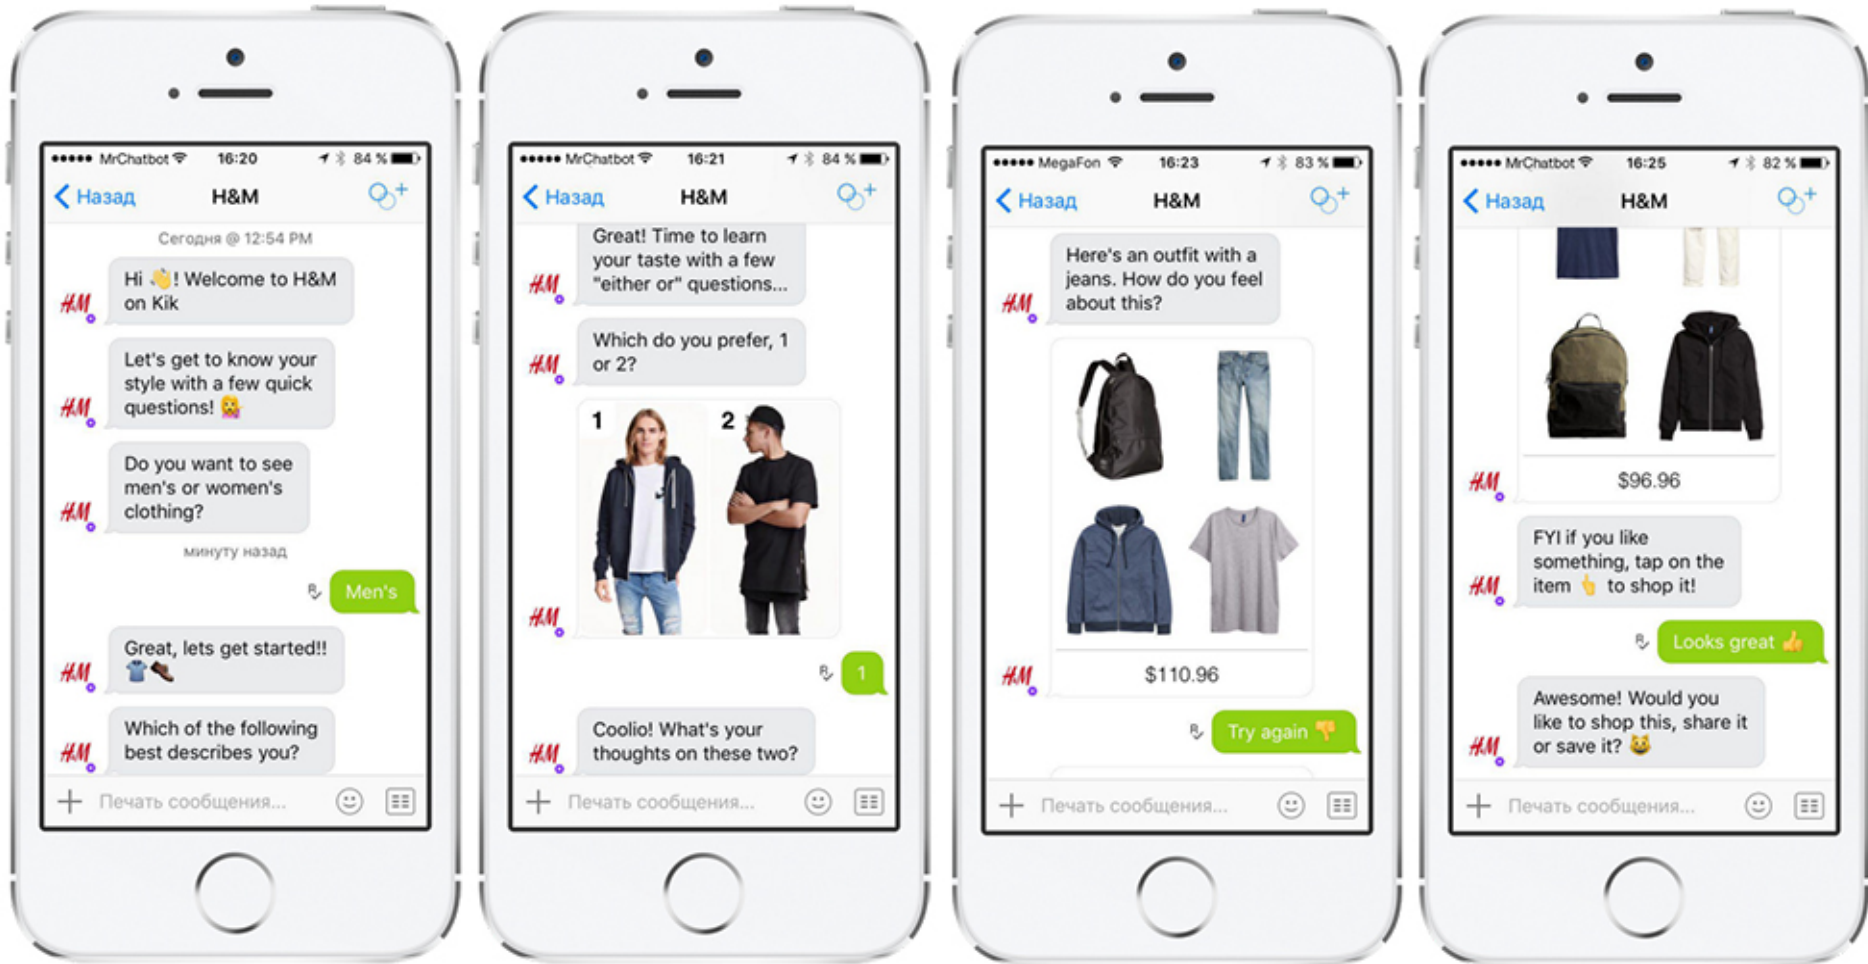 MrChatbot 16:20 84 %
Назад H&M
Сегодня @ 12:54 PM
Hi 👋! Welcome to H&M
on Kik
H&M
Let's get to know your
style with a few quick
questions! 💁
H&M
Do you want to see
men's or women's
clothing?
H&M
минуту назад
R Men's
Great, lets get started!!
👕👞
H&M
Which of the following
best describes you?
H&M
Печать сообщения...
MrChatbot 16:21 84 %
Назад H&M
Great! Time to learn
your taste with a few
"either or" questions...
H&M
Which do you prefer, 1
or 2?
H&M
1 2
H&M
R 1
Coolio! What's your
thoughts on these two?
H&M
Печать сообщения...
MegaFon 16:23 83 %
Назад H&M
Here's an outfit with a
jeans. How do you feel
about this?
H&M
$110.96
H&M
R Try again 👎
Печать сообщения...
MrChatbot 16:25 82 %
Назад H&M
$96.96
H&M
FYI if you like
something, tap on the
item 👆 to shop it!
H&M
R Looks great 👍
Awesome! Would you
like to shop this, share it
or save it? 😸
H&M
Печать сообщения...